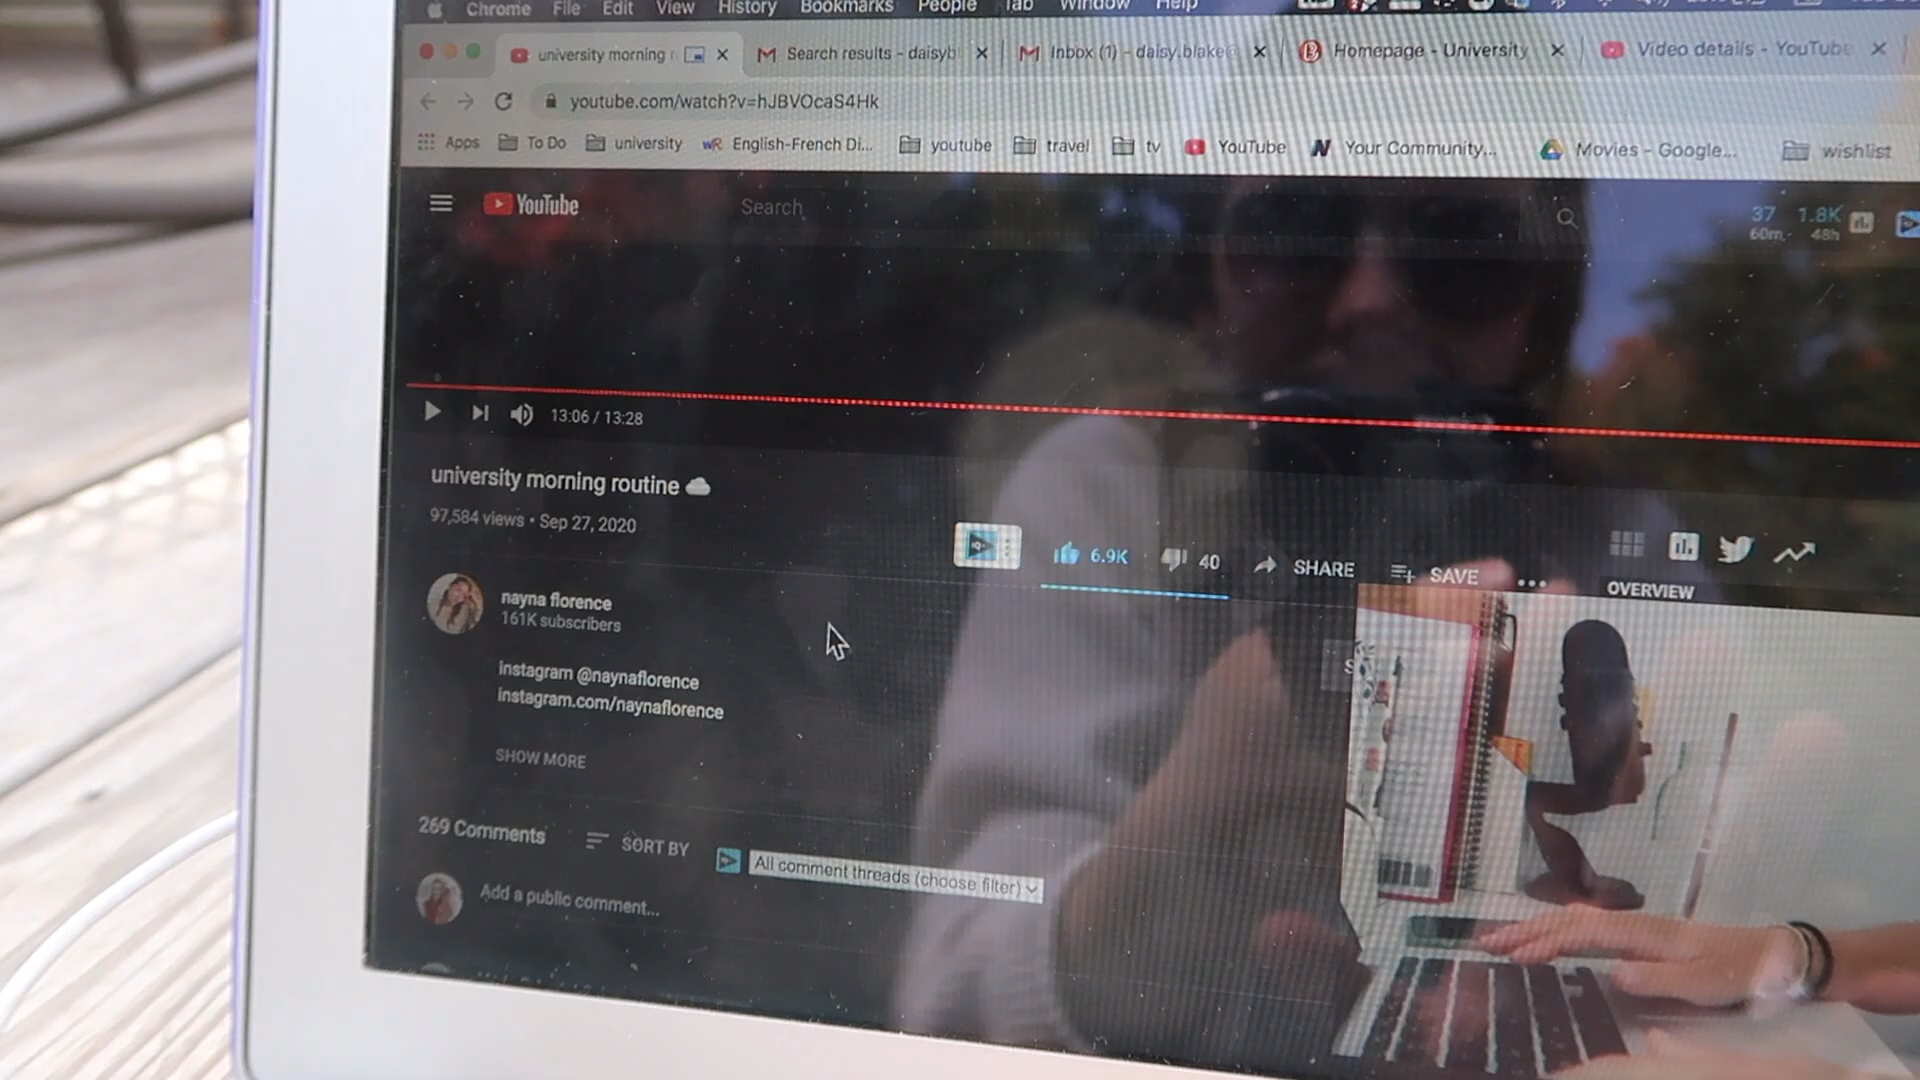 Chrome File Edit View History Bookmarks People Tab Window Help
university morning r
Search results - daisyb
Inbox (1) - daisy.blake@
Homepage - University
Video details - YouTube
youtube.com/watch?v=hJBVOcaS4Hk
Apps To Do university WR English-French Di... youtube travel tv YouTube N Your Community... Movies - Google... wishlist
YouTube Search 37 1.8K
60m 48h
13:06 / 13:28
university morning routine
97,584 views • Sep 27, 2020
6.9K 40 SHARE SAVE ...
OVERVIEW
nayna florence
161K subscribers
instagram @naynaflorence
instagram.com/naynaflorence
SHOW MORE
269 Comments SORT BY All comment threads (choose filter)
Add a public comment...